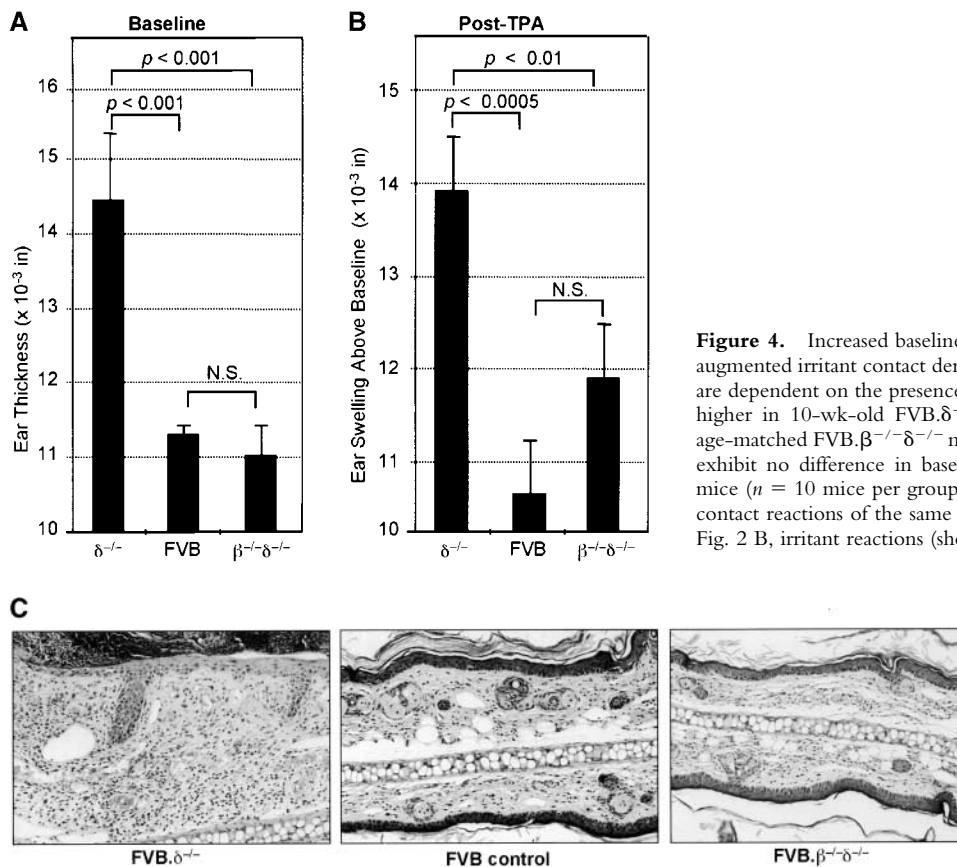 A
Baseline
p < 0.001
p < 0.001
N.S.
Ear Thickness (x 10⁻³ in)
16
15
14
13
12
11
10
δ⁻/⁻
FVB
β⁻/⁻δ⁻/⁻
B
Post-TPA
p < 0.01
p < 0.0005
N.S.
Ear Swelling Above Baseline (x 10⁻³ in)
15
14
13
12
11
10
δ⁻/⁻
FVB
β⁻/⁻δ⁻/⁻
Figure 4. Increased baseline
augmented irritant contact der
are dependent on the presence
higher in 10-wk-old FVB.δ⁻
age-matched FVB.β⁻/⁻δ⁻/⁻ m
exhibit no difference in base
mice (n = 10 mice per group
contact reactions of the same
Fig. 2 B, irritant reactions (sho
C
FVB.δ⁻/⁻
FVB control
FVB.β⁻/⁻δ⁻/⁻